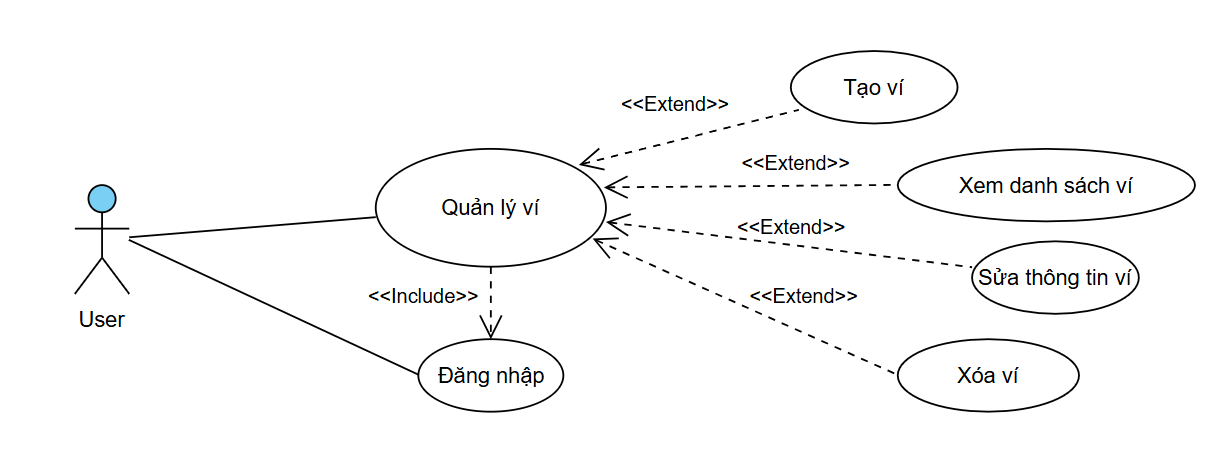 Tạo ví
<<Extend>>
<<Extend>>
Xem danh sách ví
Quản lý ví
<<Extend>>
Sửa thông tin ví
<<Include>>
<<Extend>>
User
Đăng nhập
Xóa ví